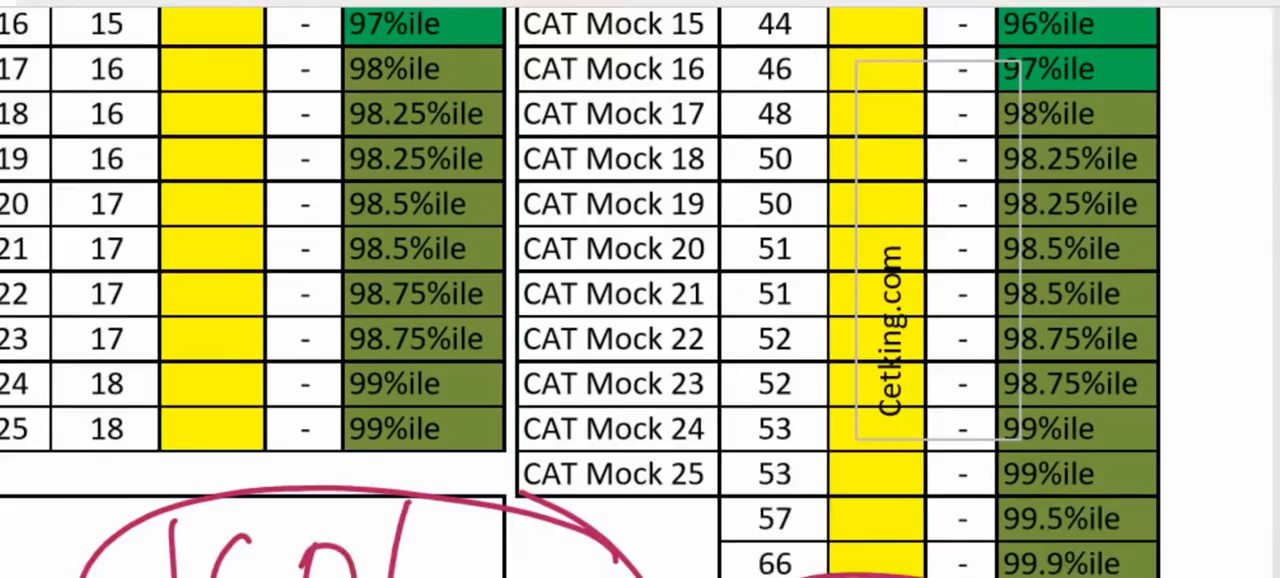 16 15 - 97%ile CAT Mock 15 44 - 96%ile
17 16 - 98%ile CAT Mock 16 46 - 97%ile
18 16 - 98.25%ile CAT Mock 17 48 - 98%ile
19 16 - 98.25%ile CAT Mock 18 50 - 98.25%ile
20 17 - 98.5%ile CAT Mock 19 50 - 98.25%ile
21 17 - 98.5%ile CAT Mock 20 51 - 98.5%ile
22 17 - 98.75%ile CAT Mock 21 51 - 98.5%ile
23 17 - 98.75%ile CAT Mock 22 52 - 98.75%ile
24 18 - 99%ile CAT Mock 23 52 - 98.75%ile
25 18 - 99%ile CAT Mock 24 53 - 99%ile
CAT Mock 25 53 - 99%ile
57 - 99.5%ile
66 - 99.9%ile
Cetking.com